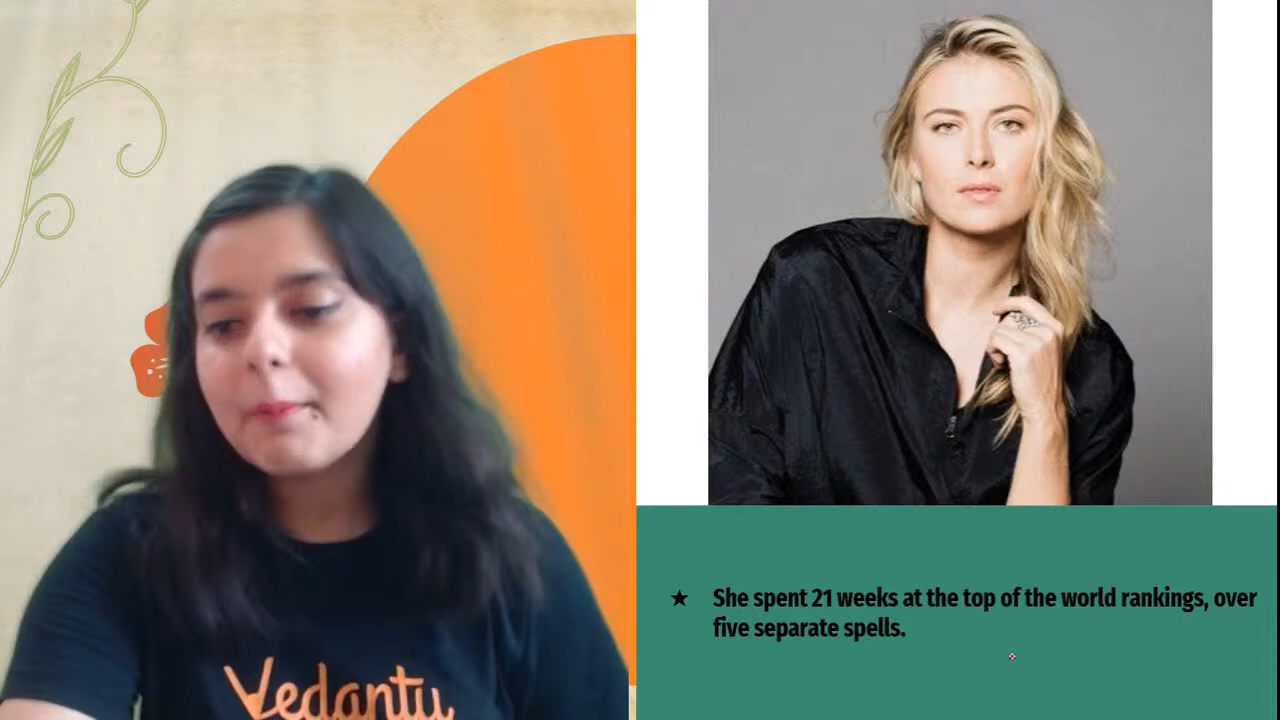 Vedantu
★ She spent 21 weeks at the top of the world rankings, over
five separate spells.